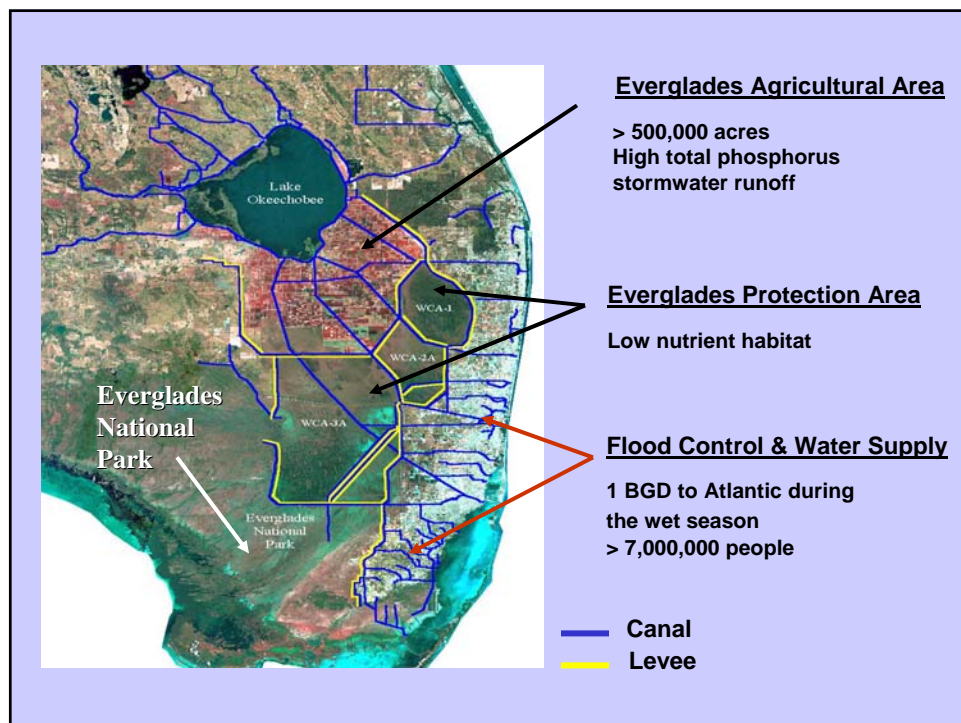 Everglades Agricultural Area
> 500,000 acres
High total phosphorus
stormwater runoff
Lake
Okeechobee
WCA-1
Everglades Protection Area
Low nutrient habitat
WCA-2A
Everglades
National
Park
WCA-3A
Flood Control & Water Supply
1 BGD to Atlantic during
the wet season
> 7,000,000 people
Everglades
National
Park
Canal
Levee